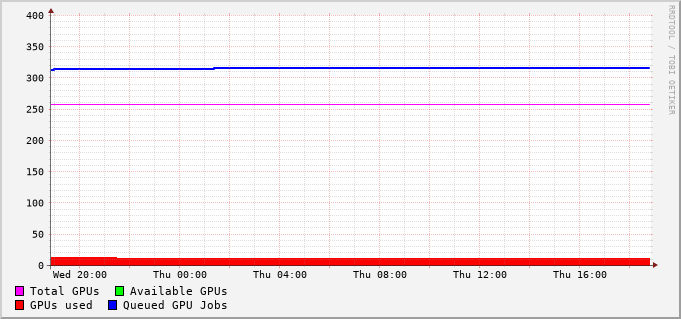 RRDTOOL / TOBI OETIKER
400
350
300
250
200
150
100
50
0
Wed 20:00 Thu 00:00 Thu 04:00 Thu 08:00 Thu 12:00 Thu 16:00
Total GPUs Available GPUs
GPUs used Queued GPU Jobs